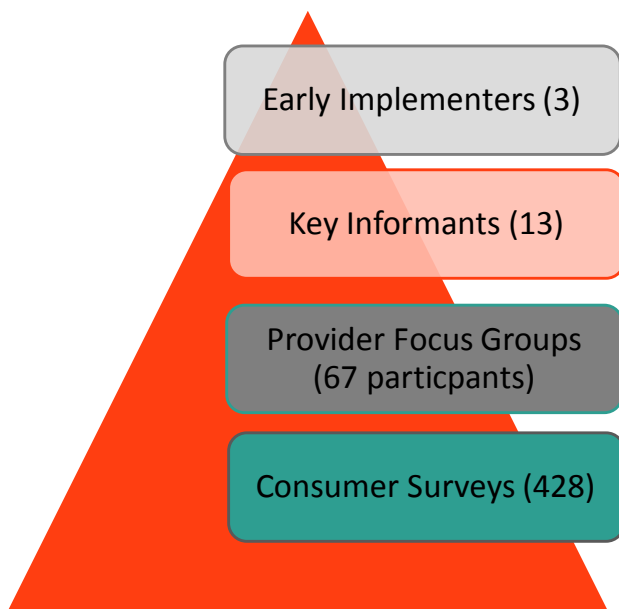 Early Implementers (3)
Key Informants (13)
Provider Focus Groups
(67 particpants)
Consumer Surveys (428)